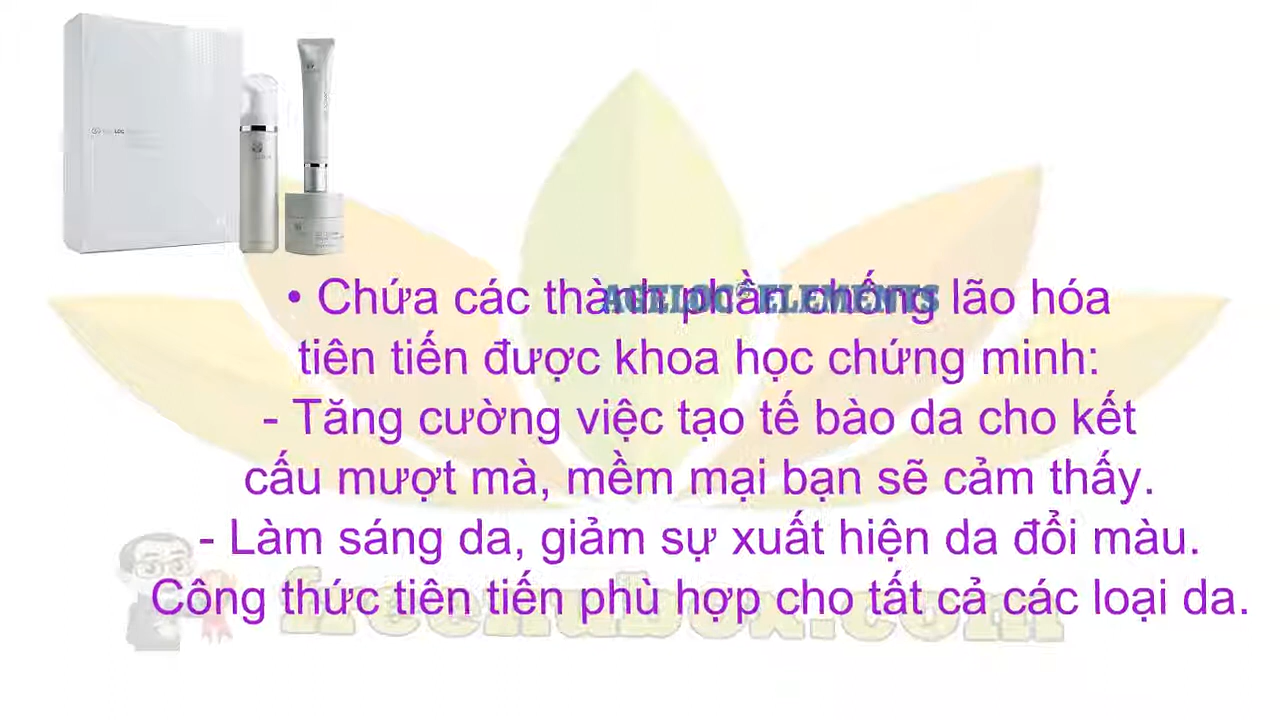 • Chứa các thành phần chống lão hóa
AGELOC® ELEMENTS
tiên tiến được khoa học chứng minh:
- Tăng cường việc tạo tế bào da cho kết
cấu mượt mà, mềm mại bạn sẽ cảm thấy.
- Làm sáng da, giảm sự xuất hiện da đổi màu.
Công thức tiên tiến phù hợp cho tất cả các loại da.